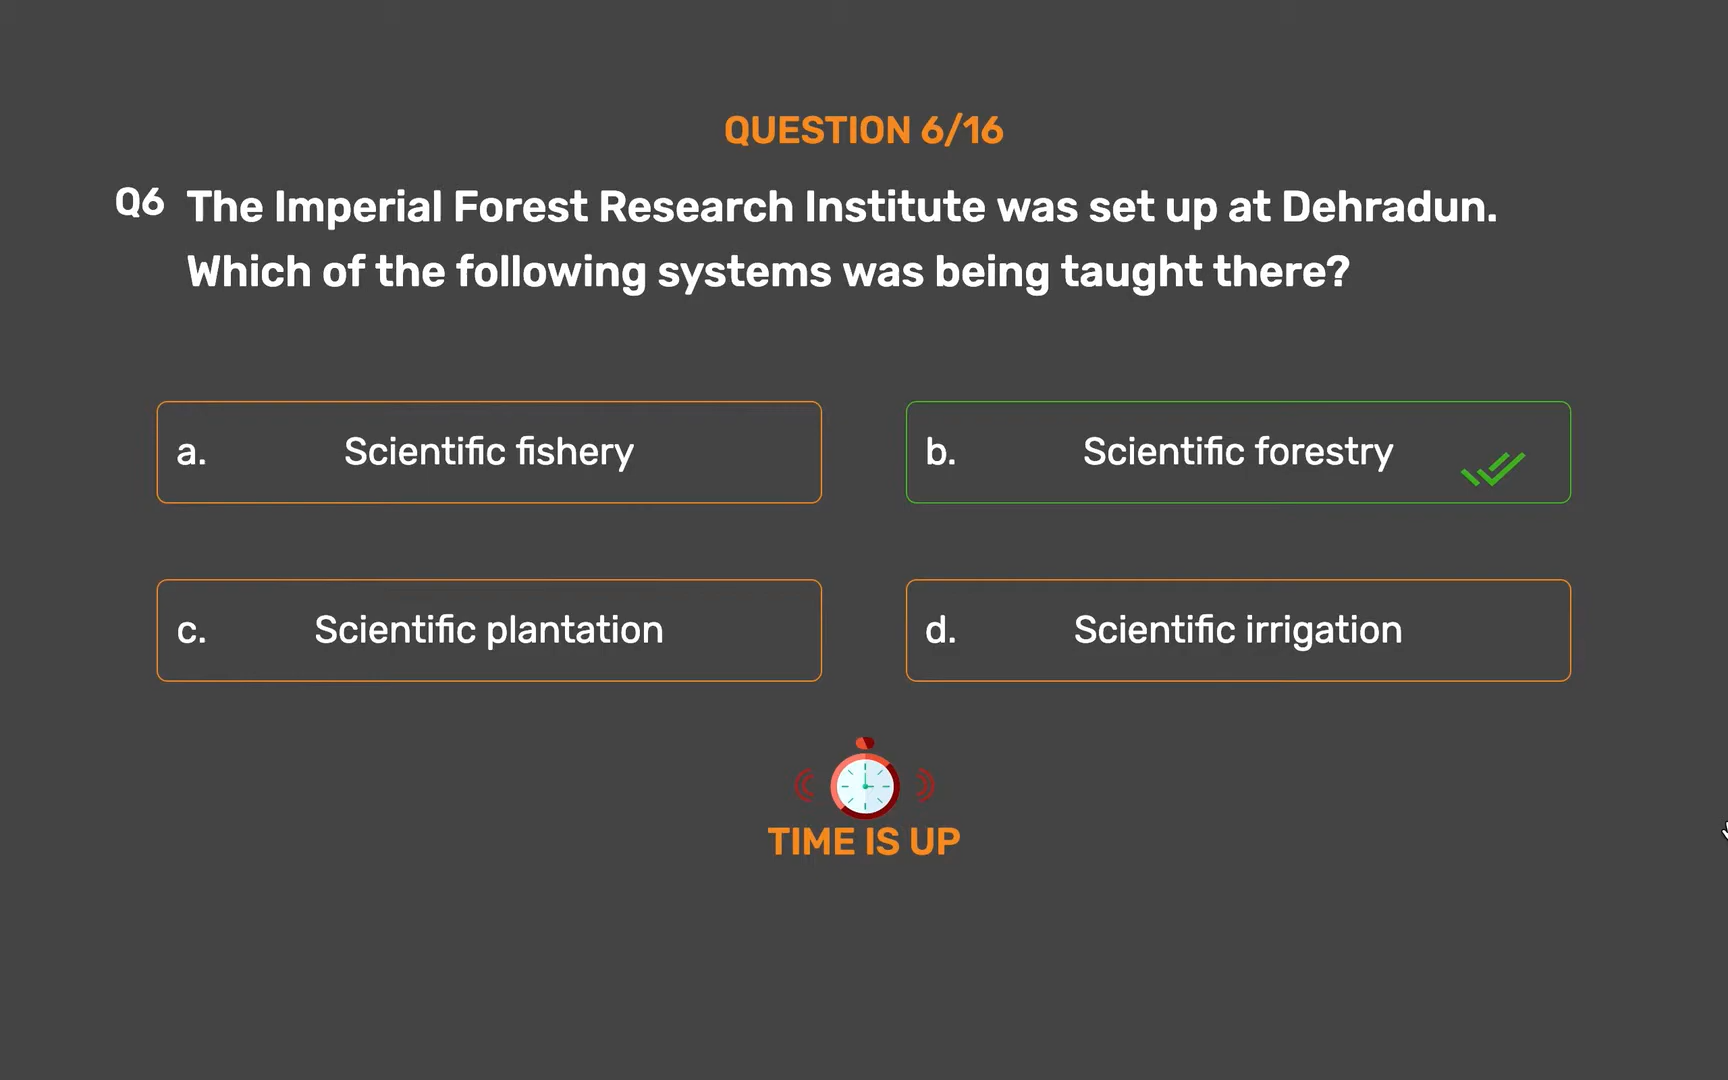 QUESTION 6/16
Q6 The Imperial Forest Research Institute was set up at Dehradun.
Which of the following systems was being taught there?
a. Scientific fishery
b. Scientific forestry
c. Scientific plantation
d. Scientific irrigation
TIME IS UP